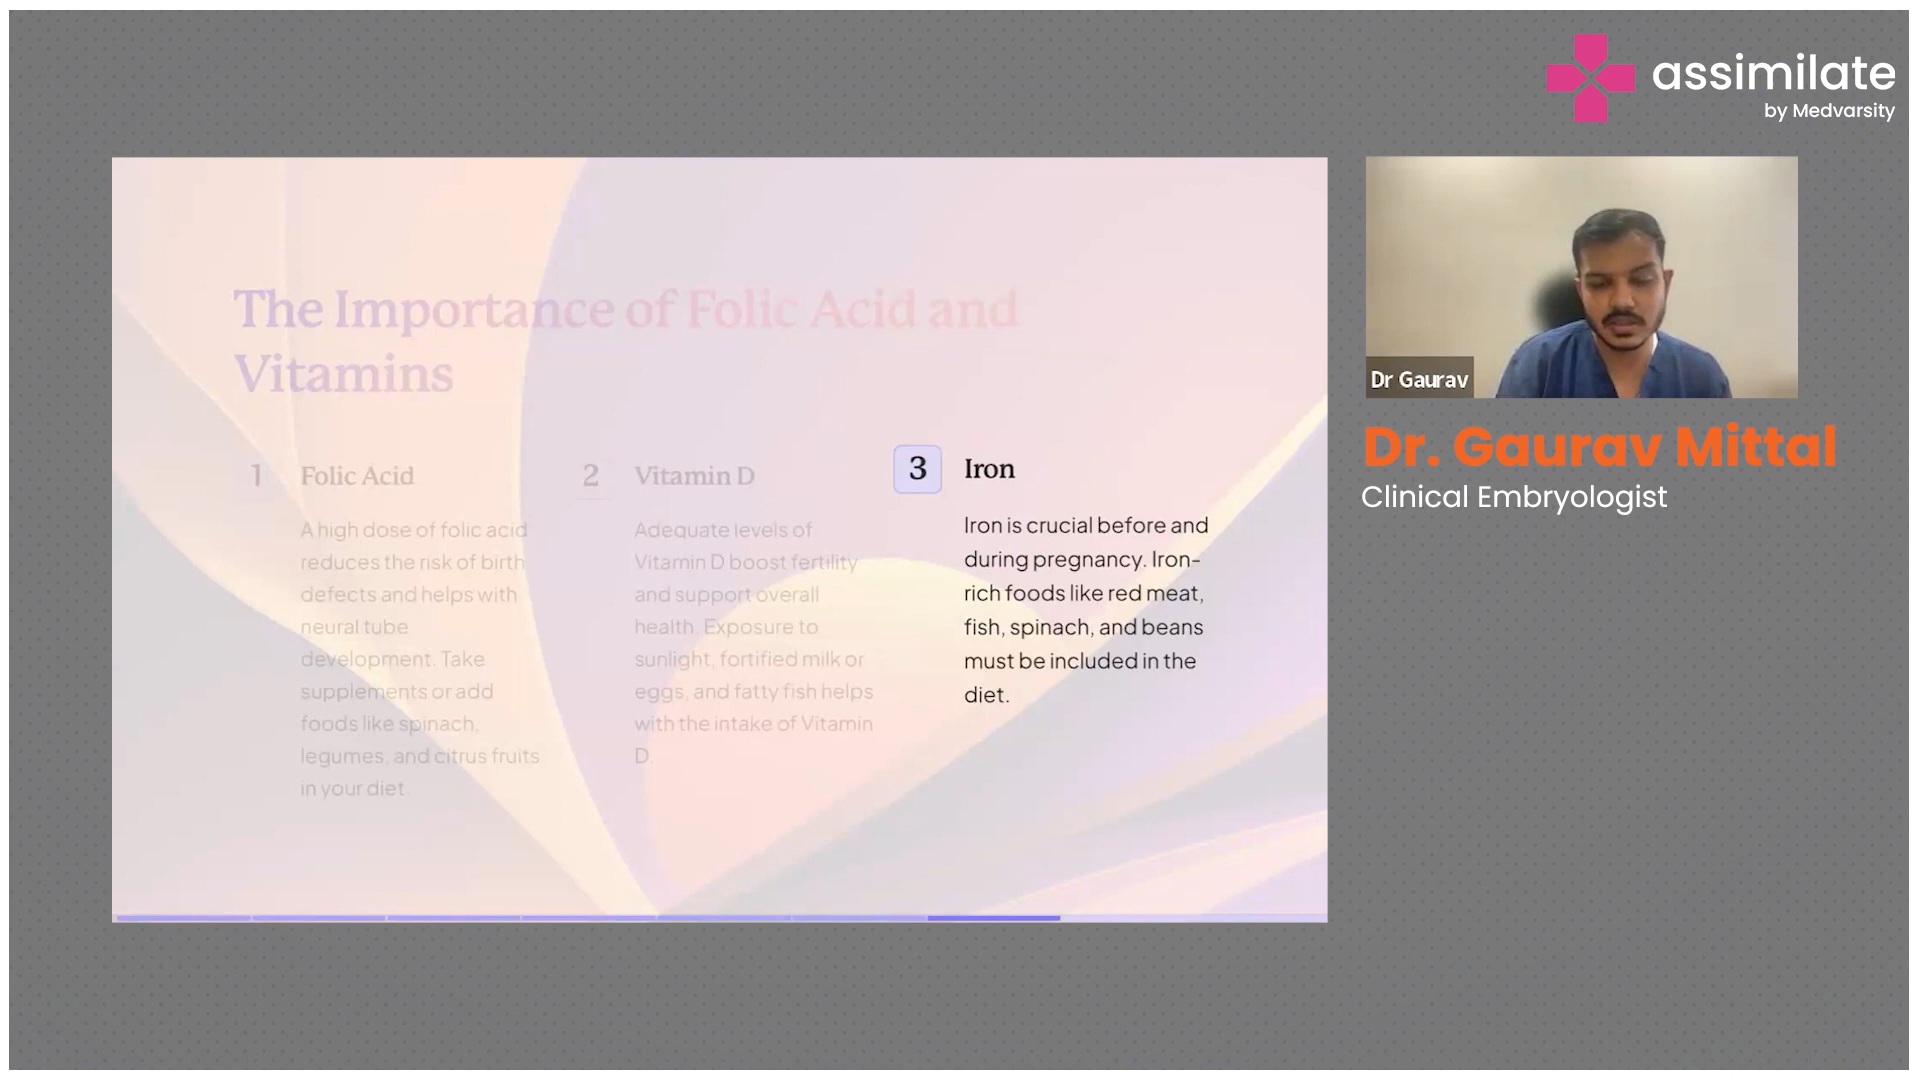 assimilate
by Medvarsity
The Importance of Folic Acid and
Vitamins
1 Folic Acid
A high dose of folic acid
reduces the risk of birth
defects and helps with
neural tube
development. Take
supplements or add
foods like spinach,
legumes, and citrus fruits
in your diet.
2 Vitamin D
Adequate levels of
Vitamin D boost fertility
and support overall
health. Exposure to
sunlight, fortified milk or
eggs, and fatty fish helps
with the intake of Vitamin
D.
3 Iron
Iron is crucial before and
during pregnancy. Iron-
rich foods like red meat,
fish, spinach, and beans
must be included in the
diet.
Dr Gaurav
Dr. Gaurav Mittal
Clinical Embryologist